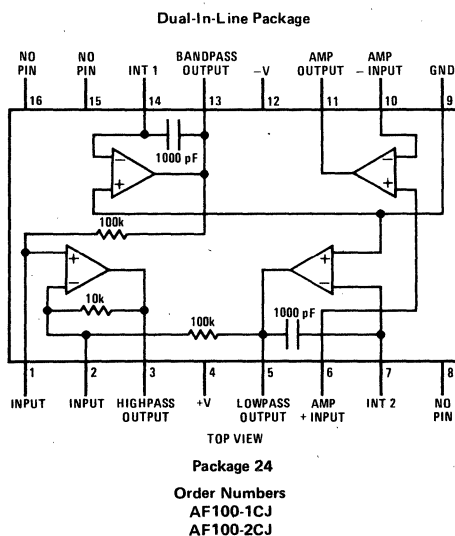 Dual-In-Line Package
NO PIN
NO PIN
INT 1
BANDPASS OUTPUT
−V
AMP OUTPUT
AMP − INPUT
GND
16 15 14 13 12 11 10 9
1000 pF
−
+
−
+
100k
+
−
+
−
10k
100k
1000 pF
1 2 3 4 5 6 7 8
INPUT
INPUT
HIGHPASS OUTPUT
+V
LOWPASS OUTPUT
AMP + INPUT
INT 2
NO PIN
TOP VIEW
Package 24
Order Numbers
AF100-1CJ
AF100-2CJ